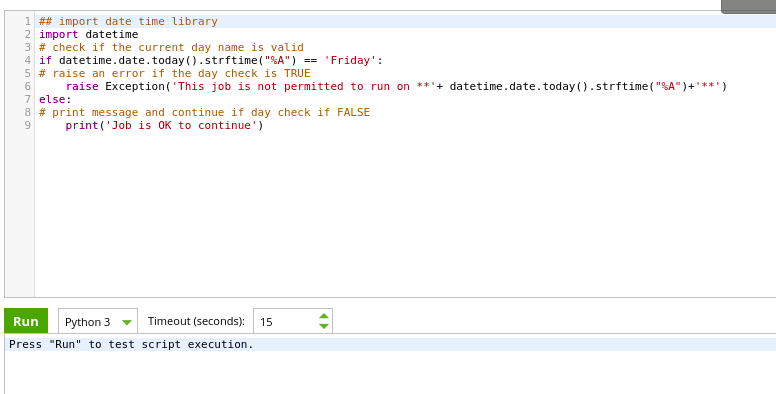 1 ## import date time library
2 import datetime
3 # check if the current day name is valid
4 if datetime.date.today().strftime("%A") == 'Friday':
5 # raise an error if the day check is TRUE
6     raise Exception('This job is not permitted to run on **'+ datetime.date.today().strftime("%A")+'**')
7 else:
8 # print message and continue if day check if FALSE
9     print('Job is OK to continue')
Run Python 3 Timeout (seconds): 15
Press "Run" to test script execution.